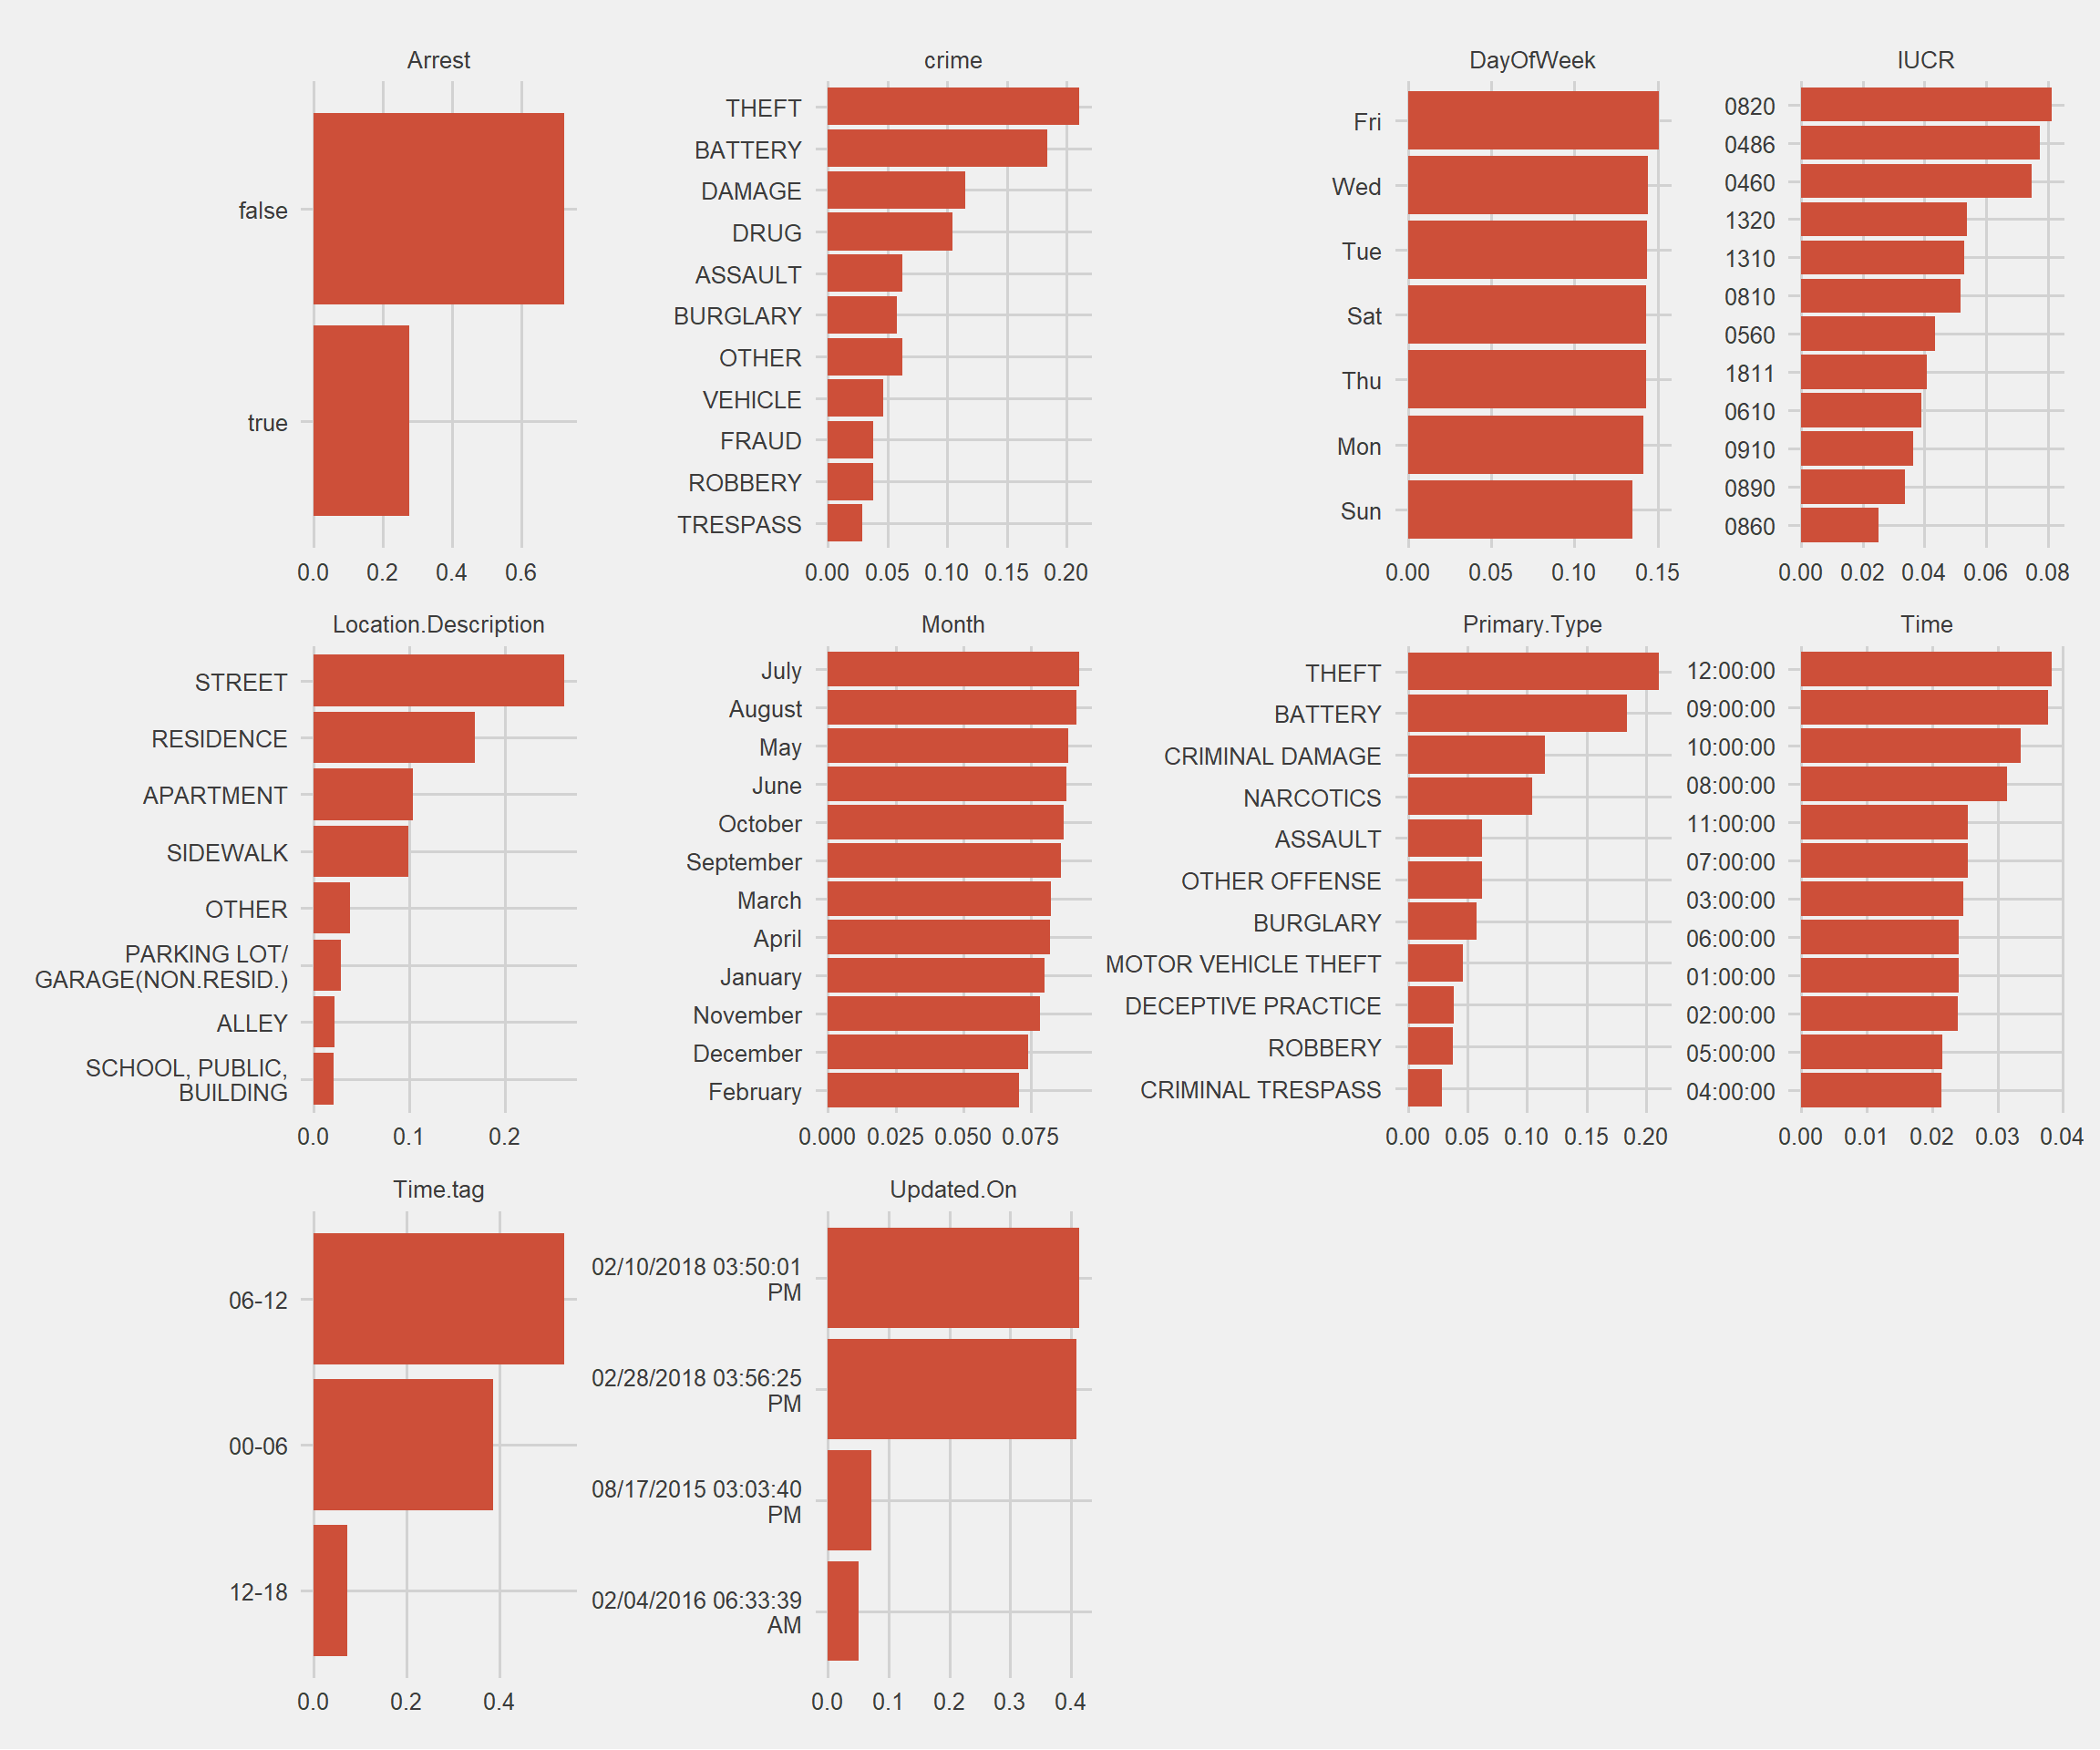 Arrest
false
true
0.0 0.2 0.4 0.6
crime
THEFT
BATTERY
DAMAGE
DRUG
ASSAULT
BURGLARY
OTHER
VEHICLE
FRAUD
ROBBERY
TRESPASS
0.00 0.05 0.10 0.15 0.20
DayOfWeek
Fri
Wed
Tue
Sat
Thu
Mon
Sun
0.00 0.05 0.10 0.15
IUCR
0820
0486
0460
1320
1310
0810
0560
1811
0610
0910
0890
0860
0.00 0.02 0.04 0.06 0.08
Location.Description
STREET
RESIDENCE
APARTMENT
SIDEWALK
OTHER
PARKING LOT/
GARAGE(NON.RESID.)
ALLEY
SCHOOL, PUBLIC,
BUILDING
0.0 0.1 0.2
Month
July
August
May
June
October
September
March
April
January
November
December
February
0.000 0.025 0.050 0.075
Primary.Type
THEFT
BATTERY
CRIMINAL DAMAGE
NARCOTICS
ASSAULT
OTHER OFFENSE
BURGLARY
MOTOR VEHICLE THEFT
DECEPTIVE PRACTICE
ROBBERY
CRIMINAL TRESPASS
0.00 0.05 0.10 0.15 0.20
Time
12:00:00
09:00:00
10:00:00
08:00:00
11:00:00
07:00:00
03:00:00
06:00:00
01:00:00
02:00:00
05:00:00
04:00:00
0.00 0.01 0.02 0.03 0.04
Time.tag
06-12
00-06
12-18
0.0 0.2 0.4
Updated.On
02/10/2018 03:50:01
PM
02/28/2018 03:56:25
PM
08/17/2015 03:03:40
PM
02/04/2016 06:33:39
AM
0.0 0.1 0.2 0.3 0.4